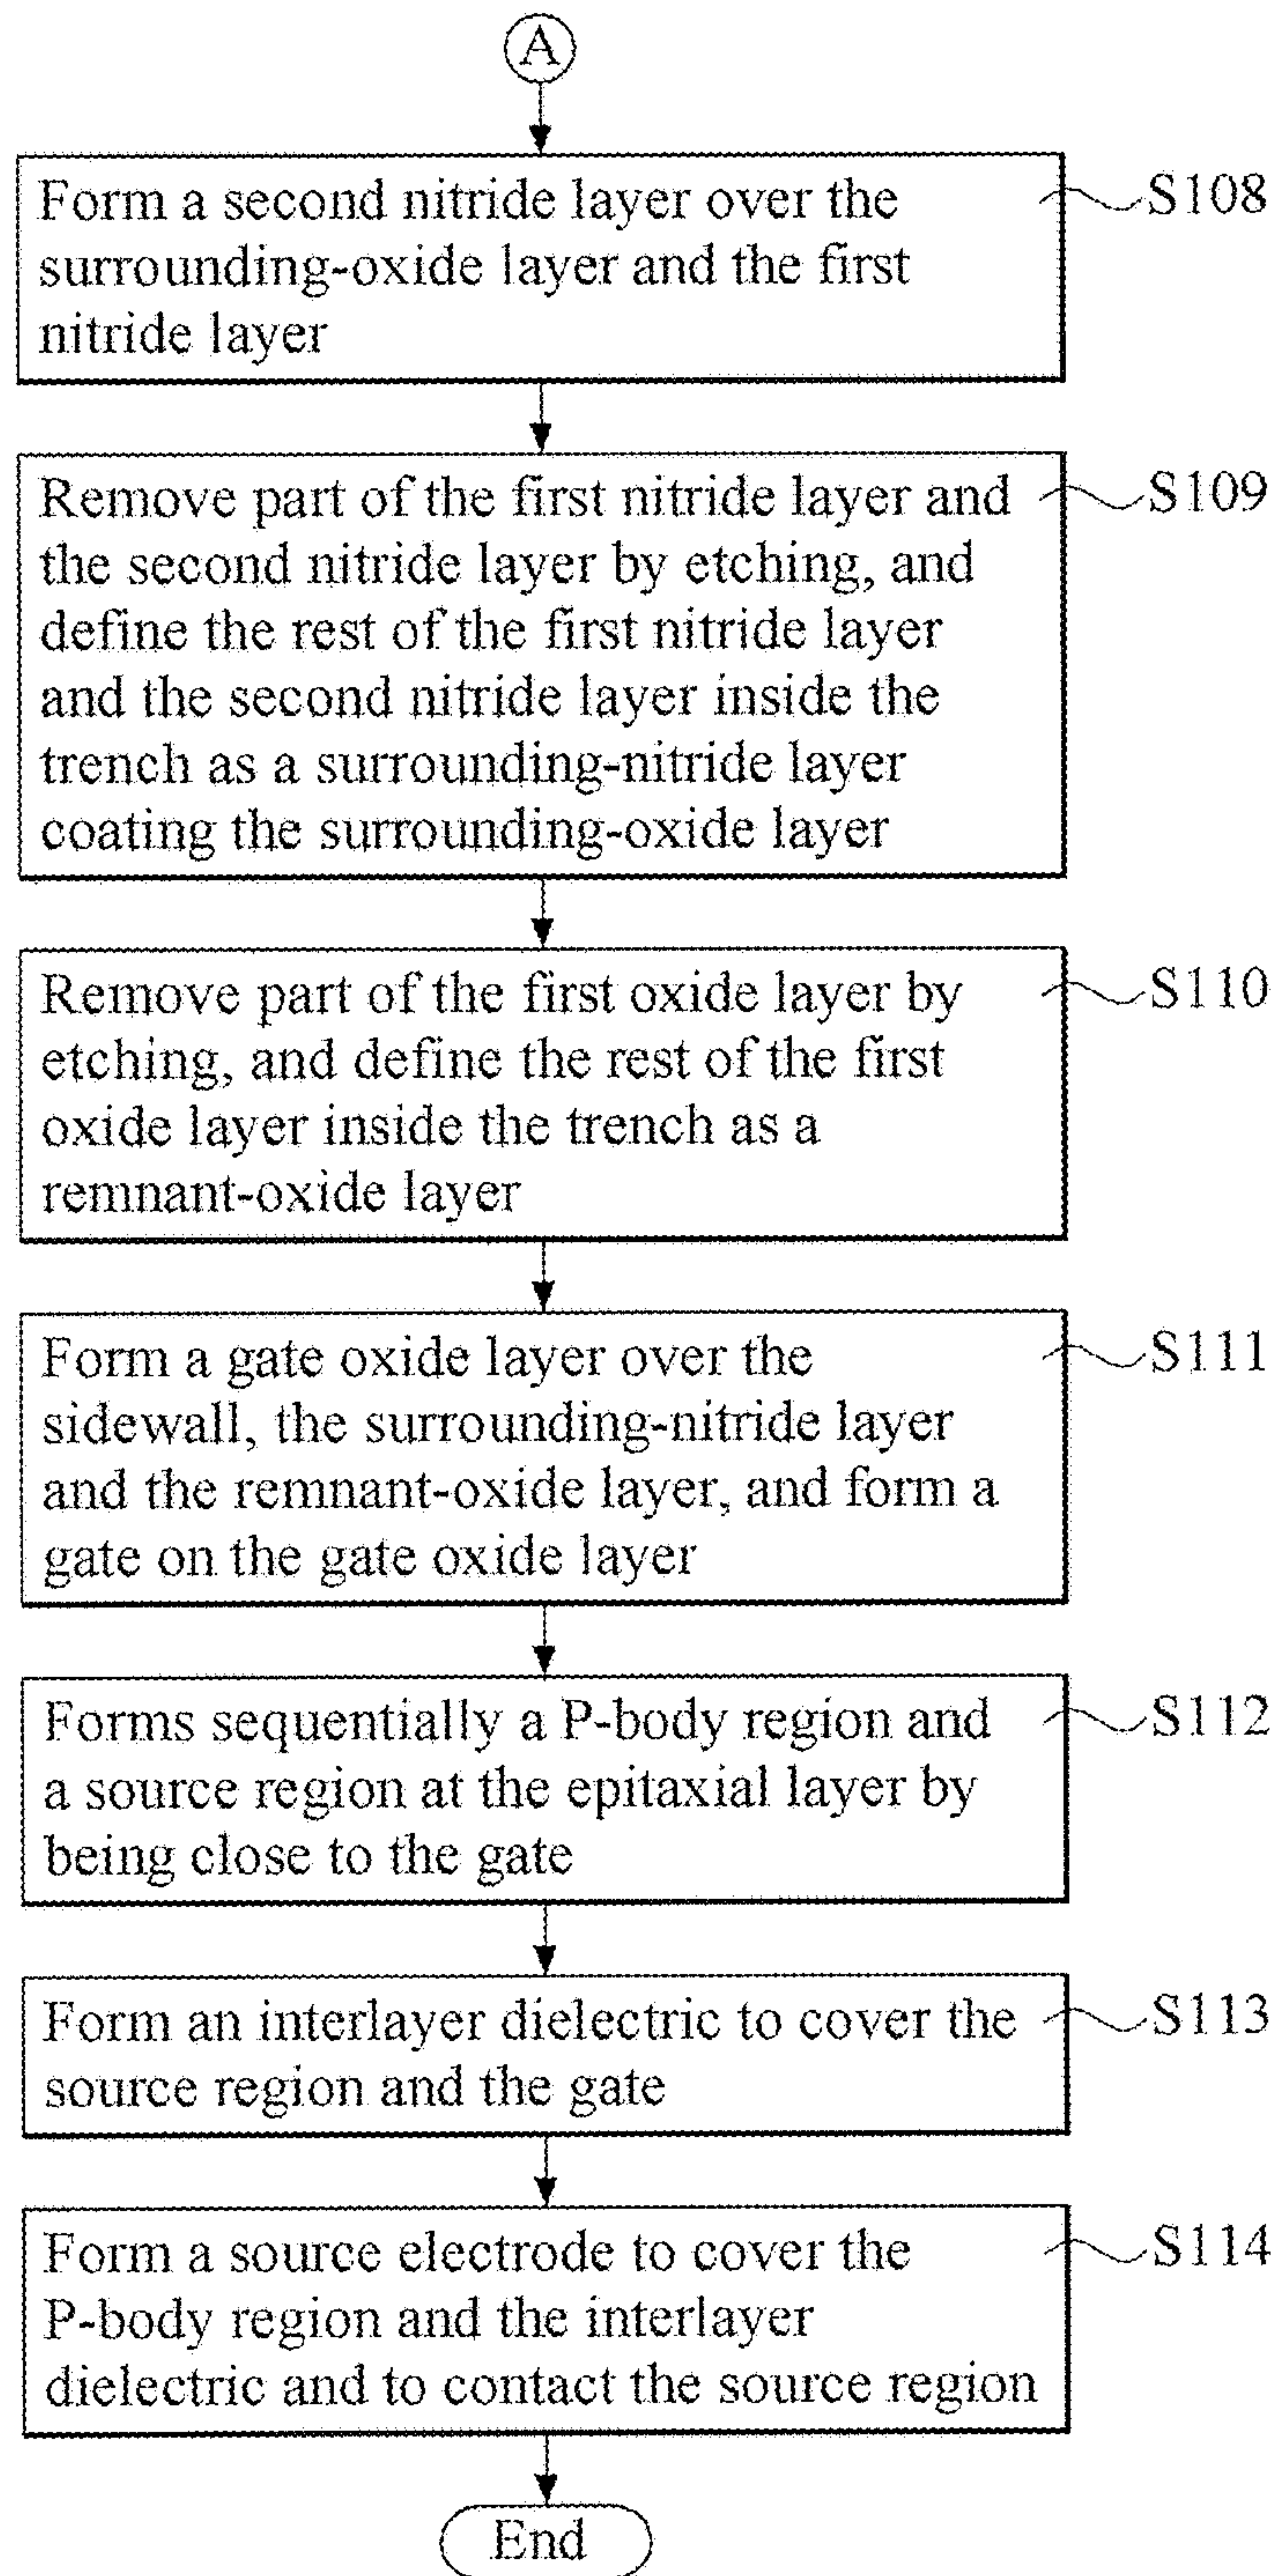 A
Form a second nitride layer over the
surrounding-oxide layer and the first
nitride layer
S108
Remove part of the first nitride layer and
the second nitride layer by etching, and
define the rest of the first nitride layer
and the second nitride layer inside the
trench as a surrounding-nitride layer
coating the surrounding-oxide layer
S109
Remove part of the first oxide layer by
etching, and define the rest of the first
oxide layer inside the trench as a
remnant-oxide layer
S110
Form a gate oxide layer over the
sidewall, the surrounding-nitride layer
and the remnant-oxide layer, and form a
gate on the gate oxide layer
S111
Forms sequentially a P-body region and
a source region at the epitaxial layer by
being close to the gate
S112
Form an interlayer dielectric to cover the
source region and the gate
S113
Form a source electrode to cover the
P-body region and the interlayer
dielectric and to contact the source region
S114
End